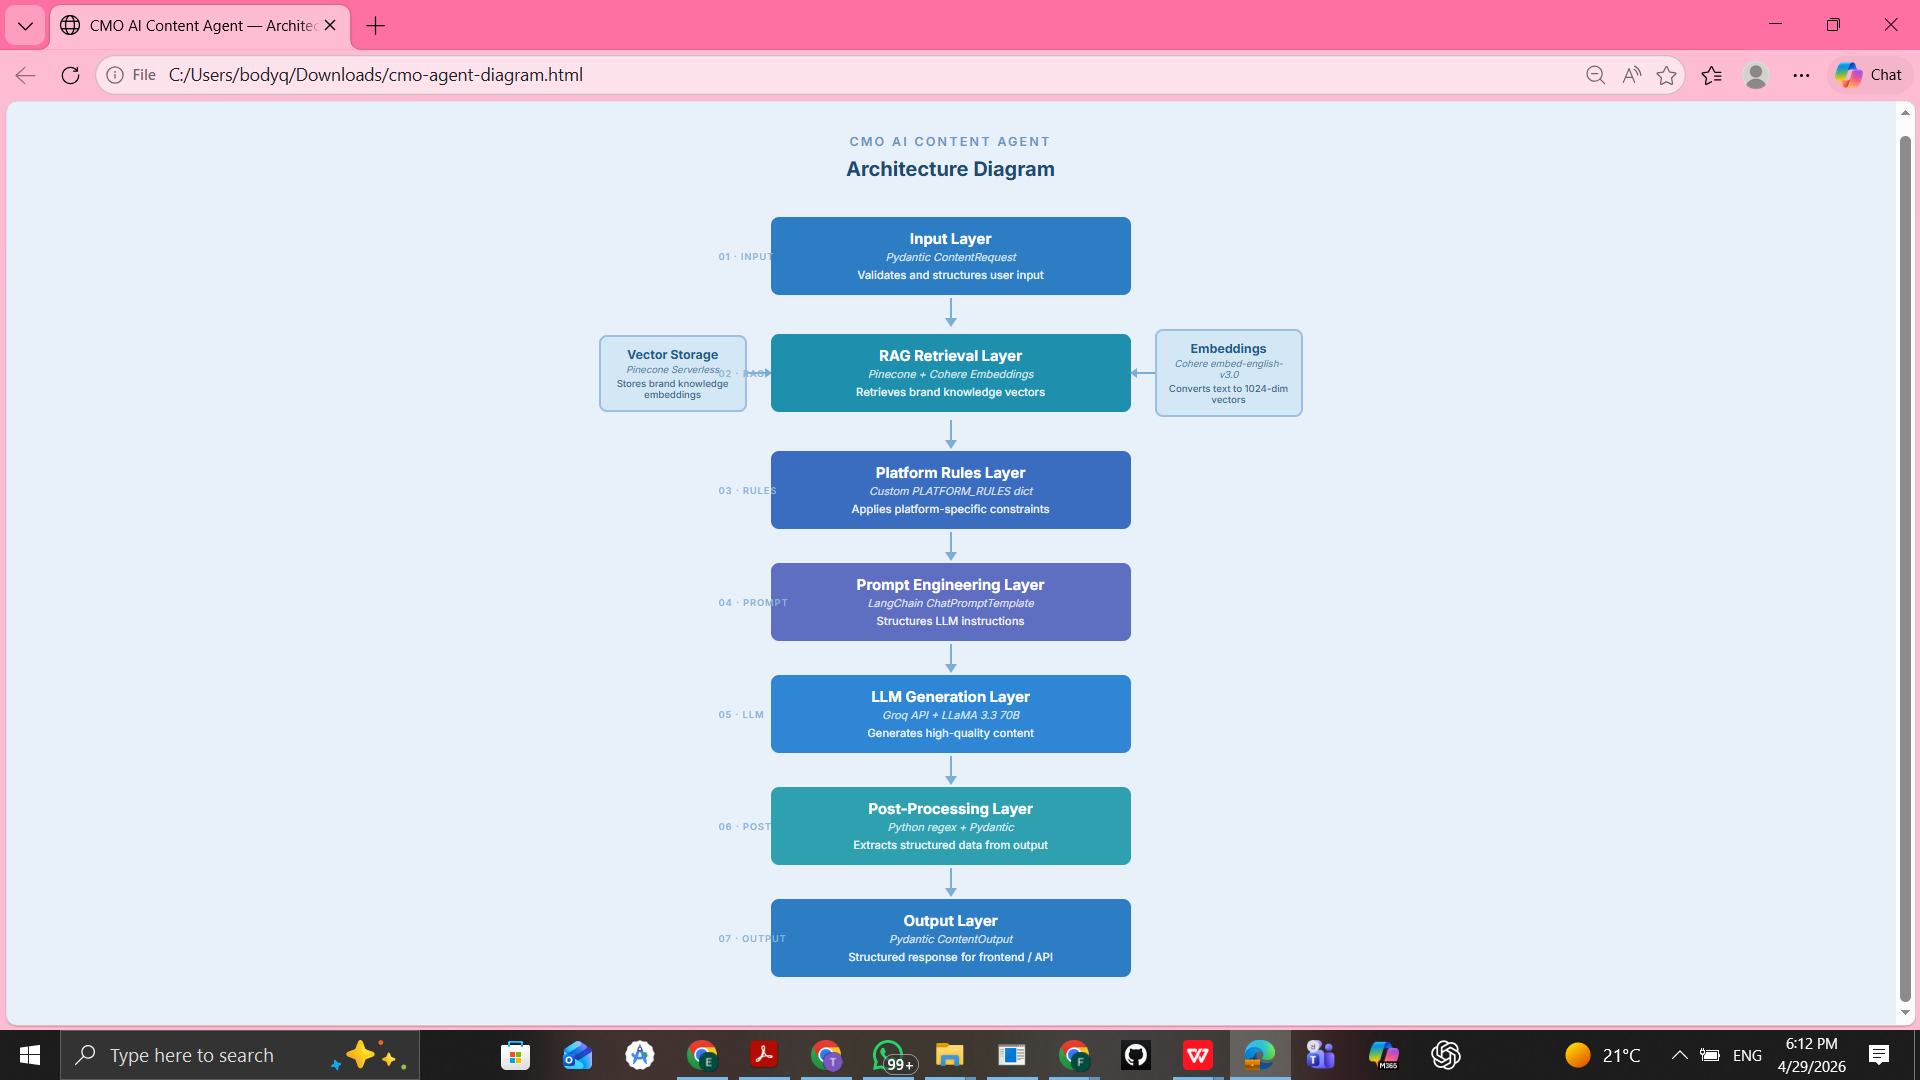 CMO AI Content Agent — Architec
File C:/Users/bodyq/Downloads/cmo-agent-diagram.html
Chat
CMO AI CONTENT AGENT
Architecture Diagram
01 · INPUT
Input Layer
Pydantic ContentRequest
Validates and structures user input
Vector Storage
Pinecone Serverless
Stores brand knowledge
embeddings
02 · RAG
RAG Retrieval Layer
Pinecone + Cohere Embeddings
Retrieves brand knowledge vectors
Embeddings
Cohere embed-english-
v3.0
Converts text to 1024-dim
vectors
03 · RULES
Platform Rules Layer
Custom PLATFORM_RULES dict
Applies platform-specific constraints
04 · PROMPT
Prompt Engineering Layer
LangChain ChatPromptTemplate
Structures LLM instructions
05 · LLM
LLM Generation Layer
Groq API + LLaMA 3.3 70B
Generates high-quality content
06 · POST
Post-Processing Layer
Python regex + Pydantic
Extracts structured data from output
07 · OUTPUT
Output Layer
Pydantic ContentOutput
Structured response for frontend / API
Type here to search
E
T
99+
F
M365
21°C
ENG
6:12 PM
4/29/2026